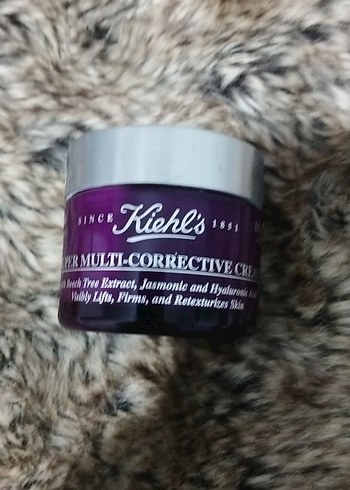 SINCE Kiehl's 1851
PER MULTI-CORRECTIVE CRE
Beech Tree Extract, Jasmonic and Hyaluronic
Visibly Lifts, Firms, and Retexturizes Skin